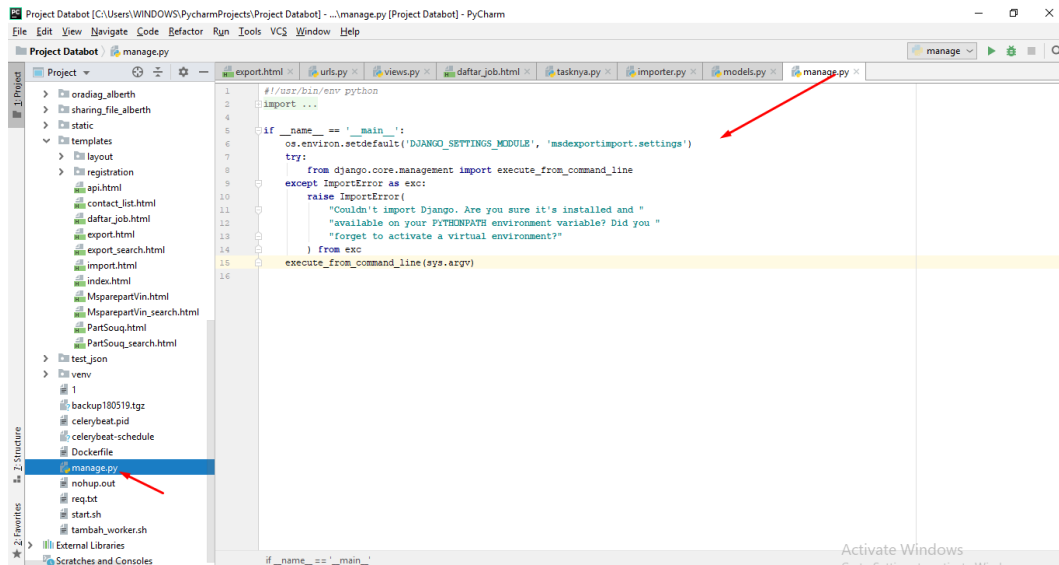 Project Databot [C:\Users\WINDOWS\PycharmProjects\Project Databot] - ...\manage.py [Project Databot] - PyCharm
File Edit View Navigate Code Refactor Run Tools VCS Window Help
Project Databot manage.py manage
1: Project
Project
export.html urls.py views.py daftar_job.html tasknya.py importer.py models.py manage.py
oradiag_alberth
sharing_file_alberth
static
templates
layout
registration
api.html
contact_list.html
daftar_job.html
export.html
export_search.html
import.html
index.html
MsparepartVin.html
MsparepartVin_search.html
PartSouq.html
PartSouq_search.html
test_json
venv
1
backup180519.tgz
celerybeat.pid
celerybeat-schedule
Dockerfile
manage.py
nohup.out
req.txt
start.sh
tambah_worker.sh
External Libraries
Scratches and Consoles
7: Structure
2: Favorites
1 #!/usr/bin/env python
2 import ...
4
5 if __name__ == '__main__':
6 os.environ.setdefault('DJANGO_SETTINGS_MODULE', 'msdexportimport.settings')
7 try:
8 from django.core.management import execute_from_command_line
9 except ImportError as exc:
10 raise ImportError(
11 "Couldn't import Django. Are you sure it's installed and "
12 "available on your PYTHONPATH environment variable? Did you "
13 "forget to activate a virtual environment?"
14 ) from exc
15 execute_from_command_line(sys.argv)
16
if __name__ == '__main__'
Activate Windows